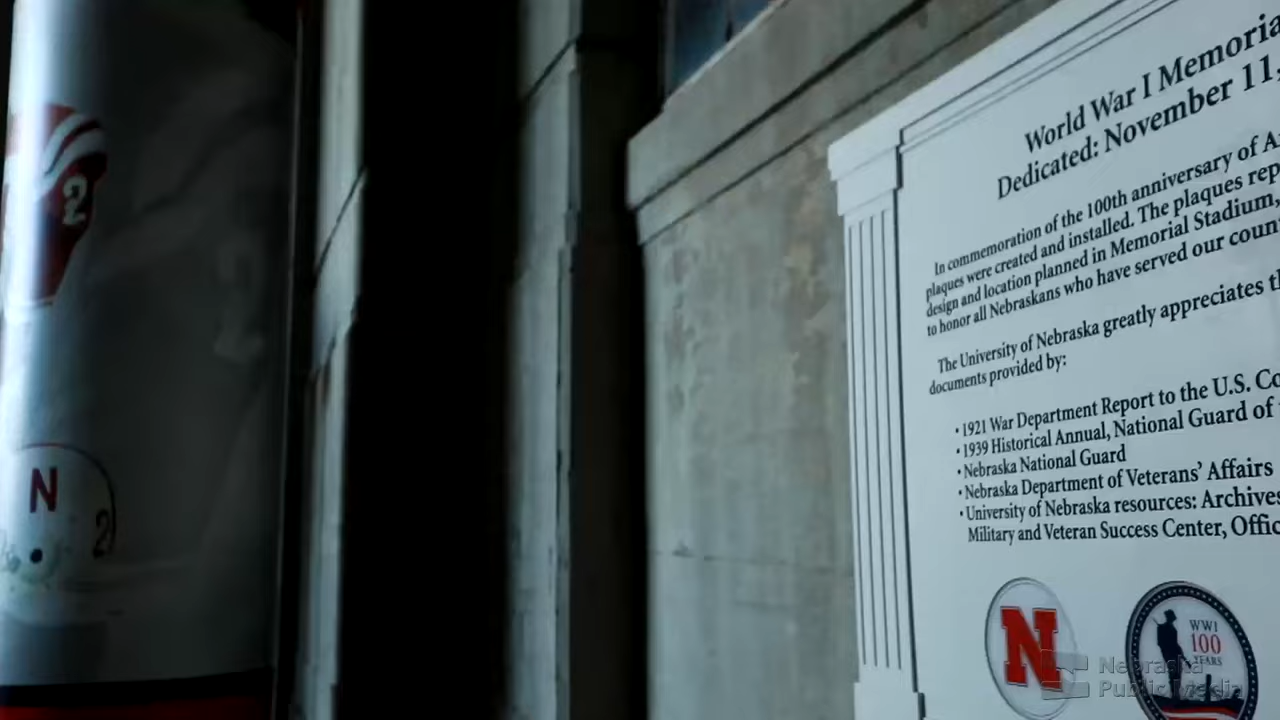 World War I Memoria
Dedicated: November 11,
In commemoration of the 100th anniversary of A
plaques were created and installed. The plaques rep
design and location planned in Memorial Stadium,
to honor all Nebraskans who have served our coun
The University of Nebraska greatly appreciates th
documents provided by:
• 1921 War Department Report to the U.S. Co
• 1939 Historical Annual, National Guard of
• Nebraska National Guard
• Nebraska Department of Veterans' Affairs
• University of Nebraska resources: Archives
Military and Veteran Success Center, Offic
N
WWI
100
YEARS
Nebraska
Public Media
2
N
2